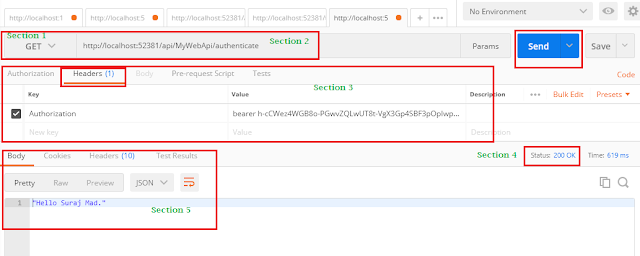 http://localhost:1 http://localhost:5 http://localhost:52381/ http://localhost:52381/ http://localhost:5 No Environment
Section 1
GET http://localhost:52381/api/MyWebApi/authenticate Section 2 Params Send Save
Authorization Headers (1) Body Pre-request Script Tests Code
Section 3
Key Value Description Bulk Edit Presets
Authorization bearer h-cCWez4WGB8o-PGwvZQLwUT8t-VgX3Gp4SBF3pOplwp...
New key Value Description
Body Cookies Headers (10) Test Results Section 4 Status: 200 OK Time: 619 ms
Pretty Raw Preview JSON
1 "Hello Suraj Mad."
Section 5